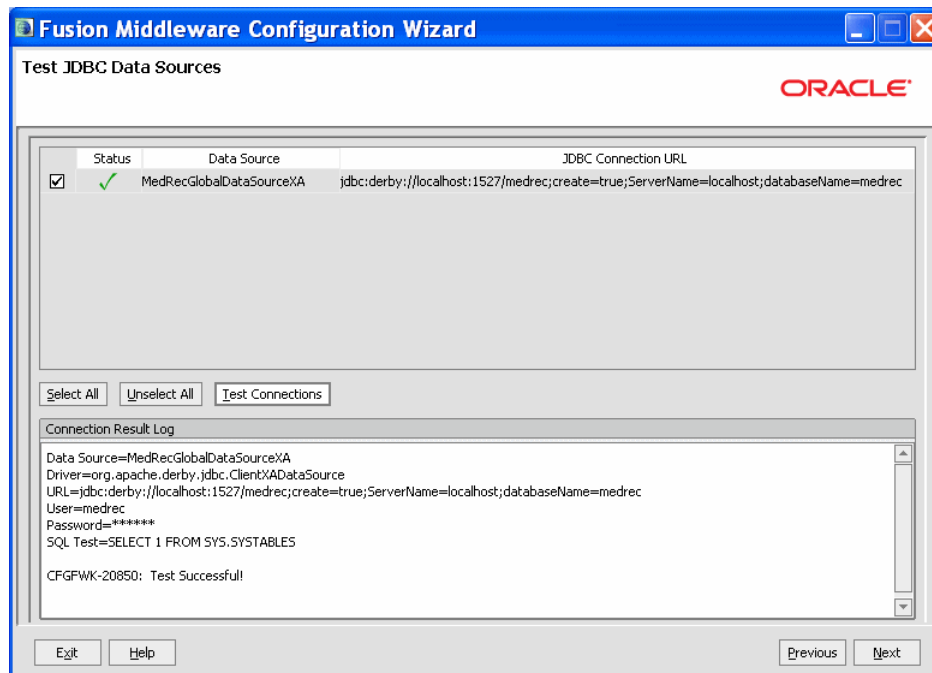 Fusion Middleware Configuration Wizard
Test JDBC Data Sources
ORACLE
Status Data Source JDBC Connection URL
MedRecGlobalDataSourceXA jdbc:derby://localhost:1527/medrec;create=true;ServerName=localhost;databaseName=medrec
Select All Unselect All Test Connections
Connection Result Log
Data Source=MedRecGlobalDataSourceXA
Driver=org.apache.derby.jdbc.ClientXADataSource
URL=jdbc:derby://localhost:1527/medrec;create=true;ServerName=localhost;databaseName=medrec
User=medrec
Password=******
SQL Test=SELECT 1 FROM SYS.SYSTABLES
CFGFWK-20850: Test Successful!
Exit Help Previous Next